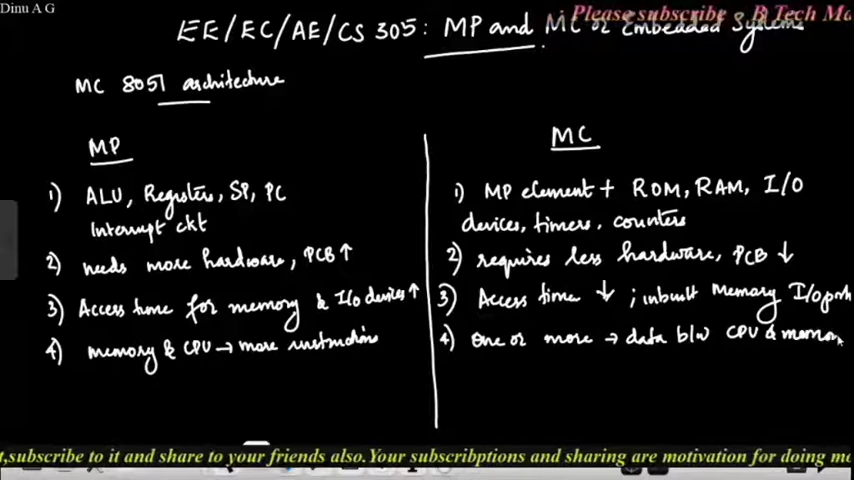 Dinu A G
Please subscribe B Tech Ma
EE/EC/AE/CS 305: MP and MC or Embedded Systems
MC 8051 architecture
MP
1) ALU, Registers, SP, PC
Interrupt ckt
2) needs more hardware, PCB ↑
3) Access time for memory & I/o devices ↑
4) memory & CPU → more instructions
MC
1) MP element + ROM, RAM, I/O
devices, timers, counters
2) requires less hardware, PCB ↓
3) Access time ↓ ; inbuilt Memory I/o
4) One or more → data b/w CPU & memor
t,subscribe to it and share to your friends also.Your subscribptions and sharing are motivation for doing mo